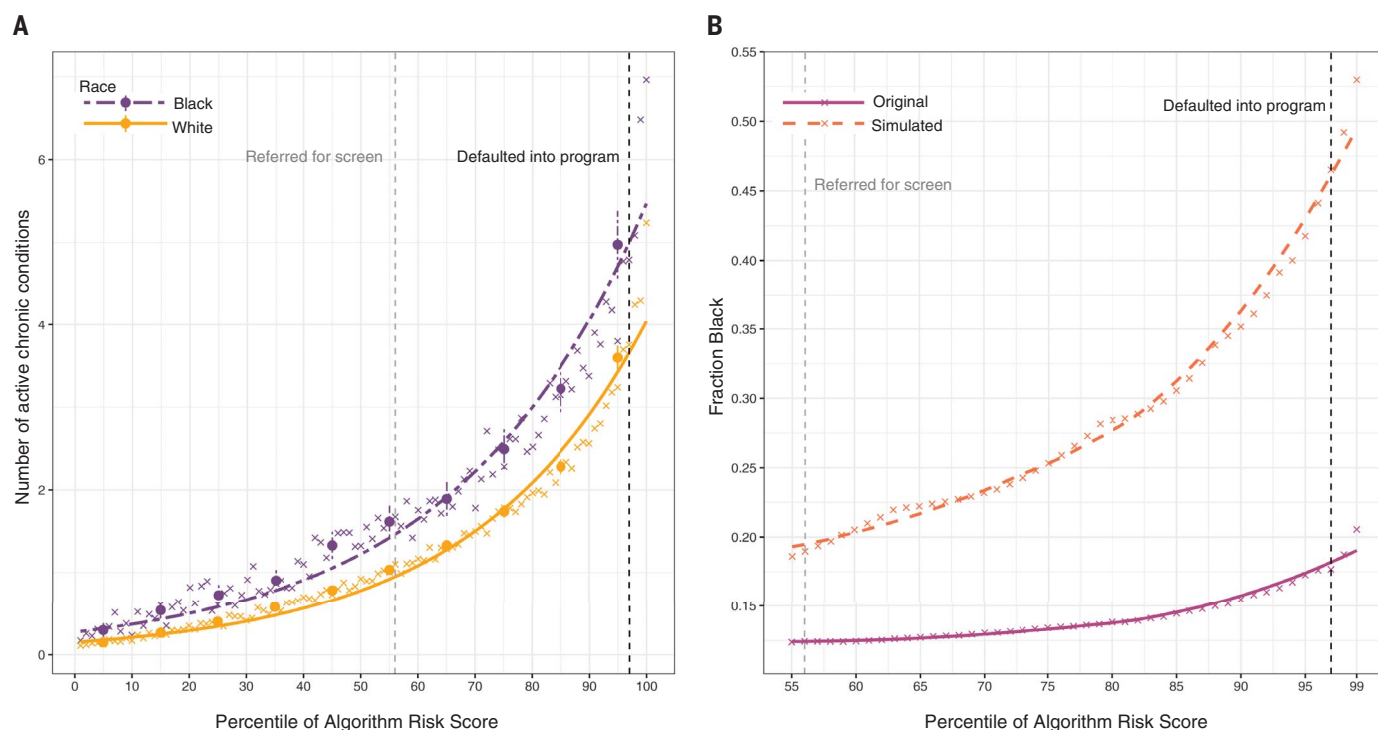 A
Race
Black
White
Referred for screen
Defaulted into program
Number of active chronic conditions
6
4
2
0
0 10 20 30 40 50 60 70 80 90 100
Percentile of Algorithm Risk Score
B
Original
Simulated
Defaulted into program
Referred for screen
Fraction Black
0.55
0.50
0.45
0.40
0.35
0.30
0.25
0.20
0.15
55 60 65 70 75 80 85 90 95 99
Percentile of Algorithm Risk Score